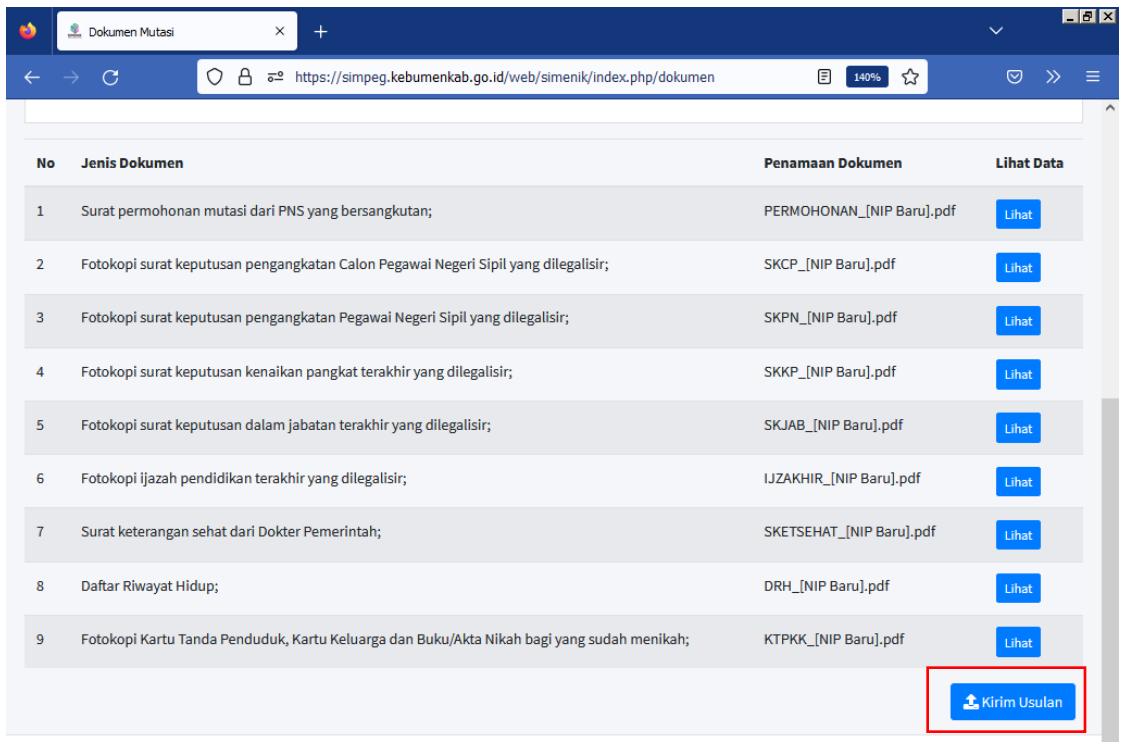 Dokumen Mutasi
https://simpeg.kebumenkab.go.id/web/simenik/index.php/dokumen 140%
No Jenis Dokumen Penamaan Dokumen Lihat Data
1 Surat permohonan mutasi dari PNS yang bersangkutan; PERMOHONAN_[NIP Baru].pdf Lihat
2 Fotokopi surat keputusan pengangkatan Calon Pegawai Negeri Sipil yang dilegalisir; SKCP_[NIP Baru].pdf Lihat
3 Fotokopi surat keputusan pengangkatan Pegawai Negeri Sipil yang dilegalisir; SKPN_[NIP Baru].pdf Lihat
4 Fotokopi surat keputusan kenaikan pangkat terakhir yang dilegalisir; SKKP_[NIP Baru].pdf Lihat
5 Fotokopi surat keputusan dalam jabatan terakhir yang dilegalisir; SKJAB_[NIP Baru].pdf Lihat
6 Fotokopi ijazah pendidikan terakhir yang dilegalisir; IJZAKHIR_[NIP Baru].pdf Lihat
7 Surat keterangan sehat dari Dokter Pemerintah; SKETSEHAT_[NIP Baru].pdf Lihat
8 Daftar Riwayat Hidup; DRH_[NIP Baru].pdf Lihat
9 Fotokopi Kartu Tanda Penduduk, Kartu Keluarga dan Buku/Akta Nikah bagi yang sudah menikah; KTPKK_[NIP Baru].pdf Lihat
Kirim Usulan